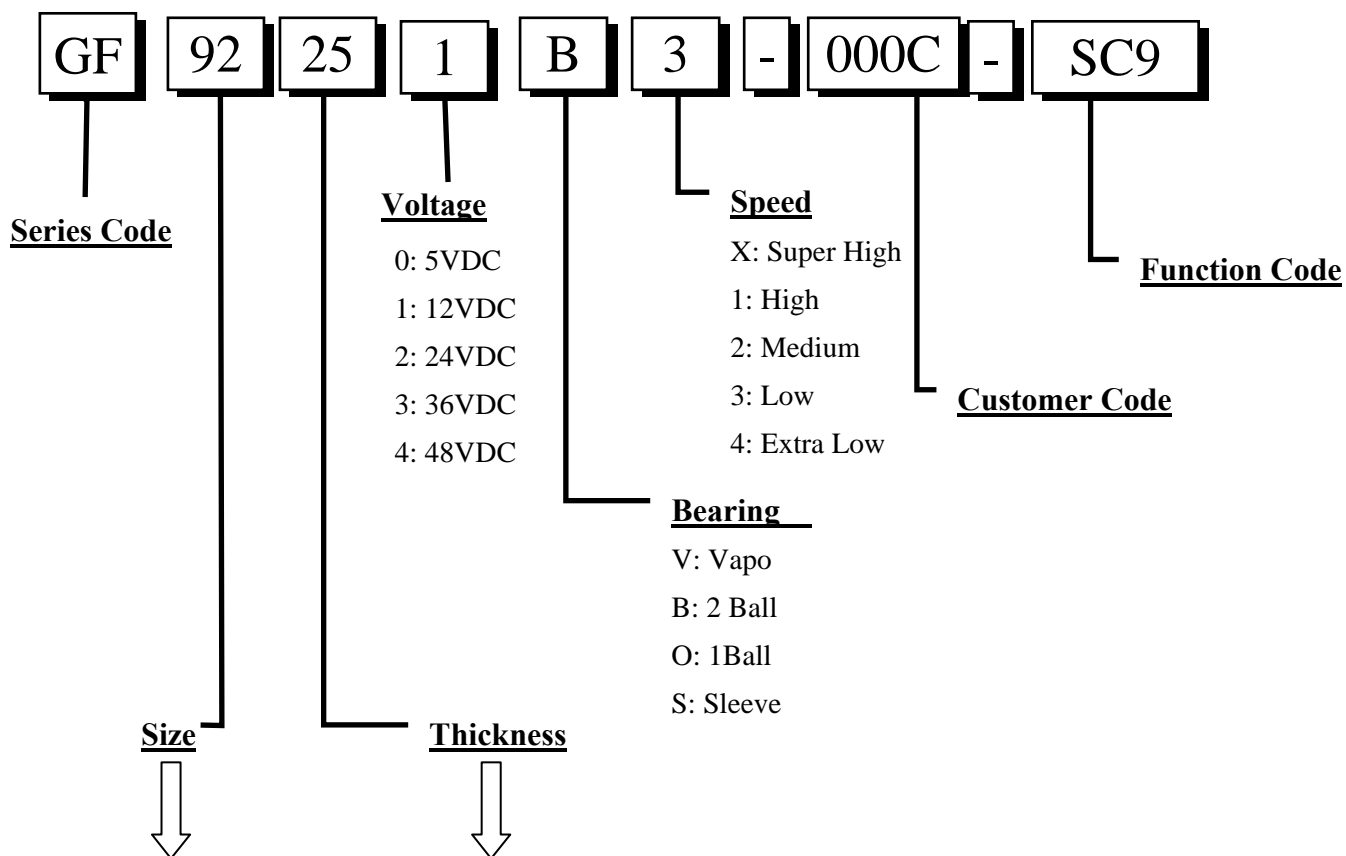 GF 92 25 1 B 3 - 000C - SC9
Series Code
Voltage
0: 5VDC
1: 12VDC
2: 24VDC
3: 36VDC
4: 48VDC
Speed
X: Super High
1: High
2: Medium
3: Low
4: Extra Low
Function Code
Customer Code
Bearing
V: Vapo
B: 2 Ball
O: 1Ball
S: Sleeve
Size
Thickness